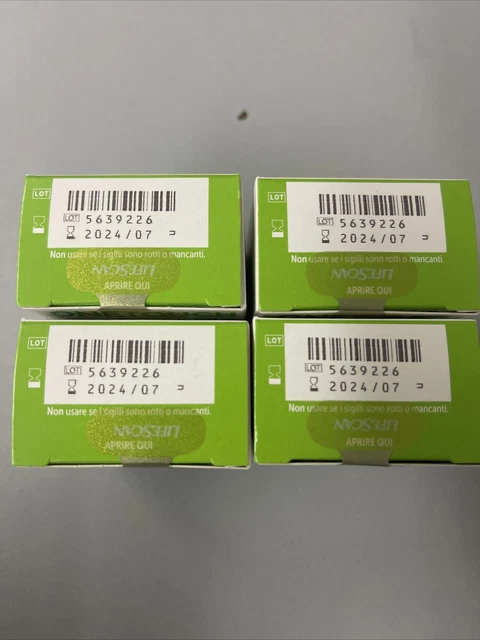 LOT
LOT 5639226
2024/07
Non usare se i sigilli sono rotti o mancanti.
LIFESCAN
APRIRE QUI
LOT
LOT 5639226
2024/07
Non usare se i sigilli sono rotti o mancanti.
LIFESCAN
APRIRE QUI
LOT
LOT 5639226
2024/07
Non usare se i sigilli sono rotti o mancanti.
LIFESCAN
APRIRE QUI
LOT
LOT 5639226
2024/07
Non usare se i sigilli sono rotti o mancanti.
LIFESCAN
APRIRE QUI